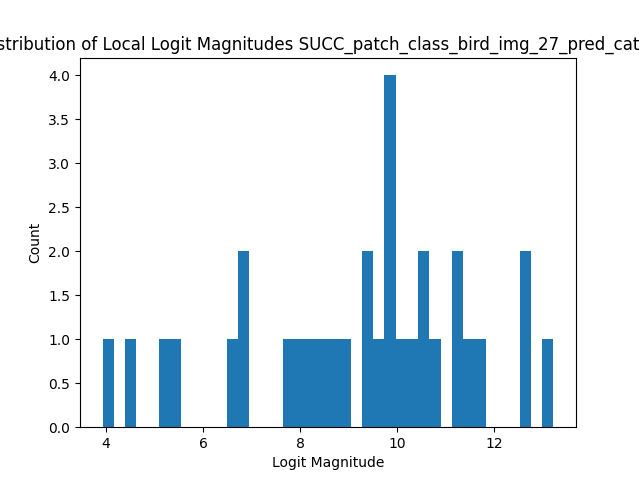 stribution of Local Logit Magnitudes SUCC_patch_class_bird_img_27_pred_cat
4.0
3.5
3.0
2.5
2.0
1.5
1.0
0.5
0.0
Count
4 6 8 10 12
Logit Magnitude